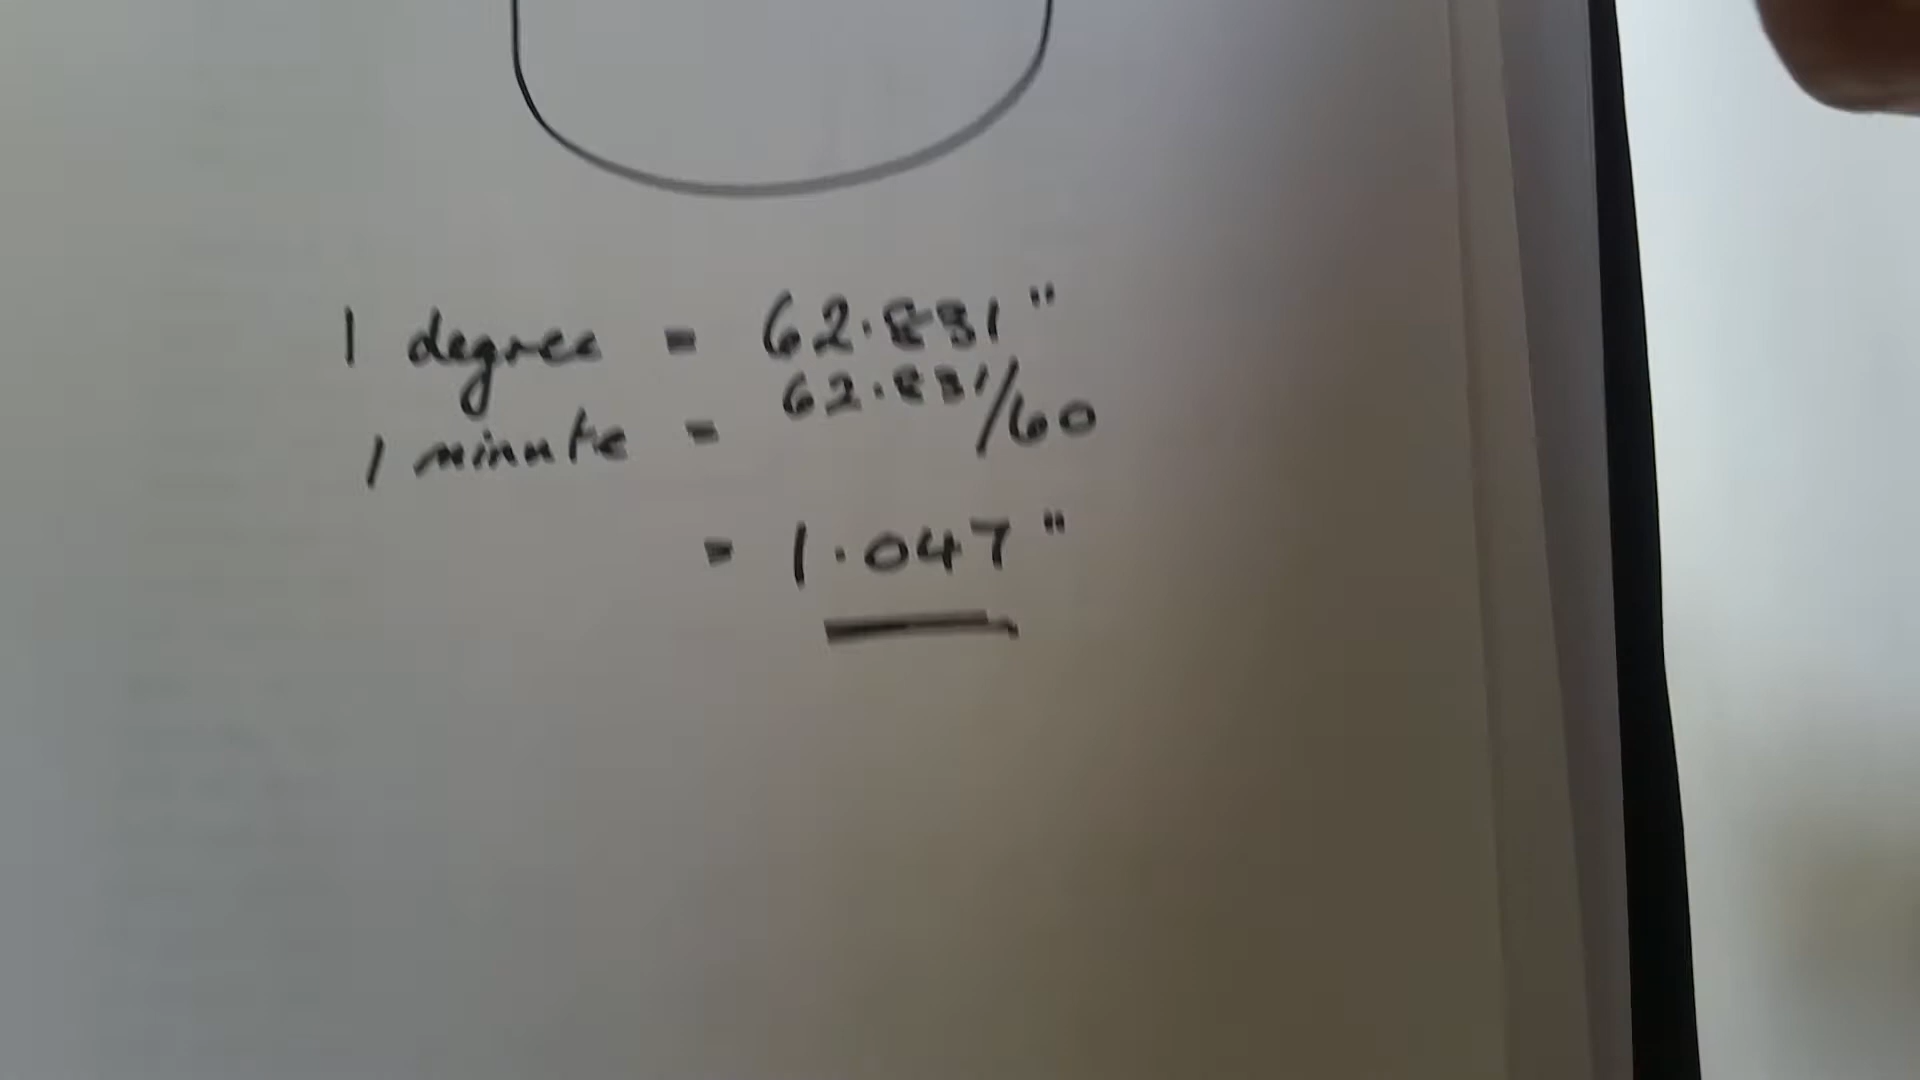 1 degree = 62.831"
1 minute = 62.831/60
= 1.047"